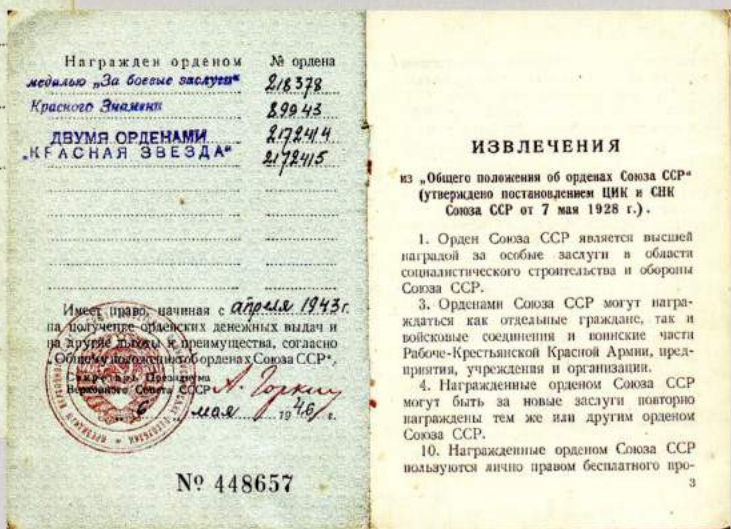 Награжден орденом № ордена
медалью „За боевые заслуги“ 218378
Красного Знамени 89943
ДВУМЯ ОРДЕНАМИ 2172414
„КРАСНАЯ ЗВЕЗДА“ 2172415
Имеет право, начиная с апреля 1943г.
на получение орденских денежных выдач и
на другие льготы и преимущества, согласно
„Общему положению об орденах Союза ССР“.
Секретарь Президиума
Верховного Совета СССР А. Горкин
„6“ мая 1946 г.
№ 448657
ИЗВЛЕЧЕНИЯ
из „Общего положения об орденах Союза ССР“
(утверждено постановлением ЦИК и СНК
Союза ССР от 7 мая 1928 г.).
1. Орден Союза ССР является высшей
наградой за особые заслуги в области
социалистического строительства и обороны
Союза ССР.
3. Орденами Союза ССР могут награ-
ждаться как отдельные граждане, так и
войсковые соединения и воинские части
Рабоче-Крестьянской Красной Армии, пред-
приятия, учреждения и организации.
4. Награжденные орденом Союза ССР
могут быть за новые заслуги повторно
награждены тем же или другим орденом
Союза ССР.
10. Награжденные орденом Союза ССР
пользуются лично правом бесплатного про-
3